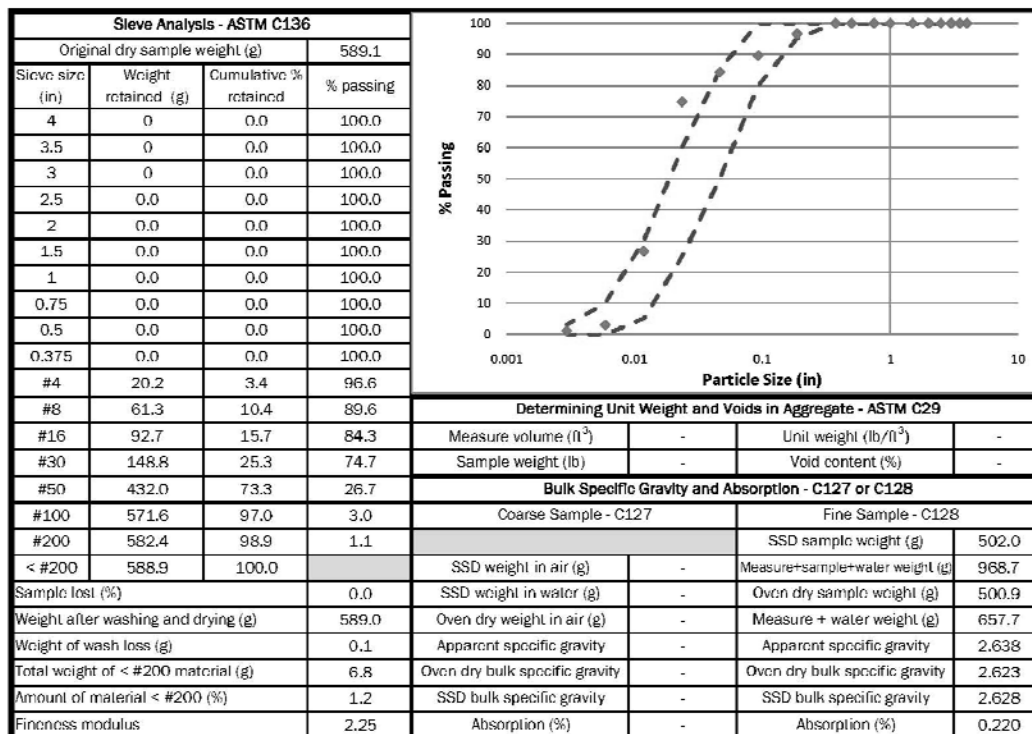 Sieve Analysis - ASTM C136
Original dry sample weight (g) 589.1
Sieve size (in) Weight retained (g) Cumulative % retained % passing
4 0 0.0 100.0
3.5 0 0.0 100.0
3 0 0.0 100.0
2.5 0.0 0.0 100.0
2 0.0 0.0 100.0
1.5 0.0 0.0 100.0
1 0.0 0.0 100.0
0.75 0.0 0.0 100.0
0.5 0.0 0.0 100.0
0.375 0.0 0.0 100.0
#4 20.2 3.4 96.6
#8 61.3 10.4 89.6
#16 92.7 15.7 84.3
#30 148.8 25.3 74.7
#50 432.0 73.3 26.7
#100 571.6 97.0 3.0
#200 582.4 98.9 1.1
< #200 588.9 100.0
Sample lost (%) 0.0
Weight after washing and drying (g) 589.0
Weight of wash loss (g) 0.1
Total weight of < #200 material (g) 6.8
Amount of material < #200 (%) 1.2
Fineness modulus 2.25
% Passing
100
90
80
70
60
50
40
30
20
10
0
0.001 0.01 0.1 1 10
Particle Size (in)
Determining Unit Weight and Voids in Aggregate - ASTM C29
Measure volume (ft³) - Unit weight (lb/ft³) -
Sample weight (lb) - Void content (%) -
Bulk Specific Gravity and Absorption - C127 or C128
Coarse Sample - C127 Fine Sample - C128
SSD sample weight (g) 502.0
SSD weight in air (g) - Measure+sample+water weight (g) 968.7
SSD weight in water (g) - Oven dry sample weight (g) 500.9
Oven dry weight in air (g) - Measure + water weight (g) 657.7
Apparent specific gravity - Apparent specific gravity 2.638
Oven dry bulk specific gravity - Oven dry bulk specific gravity 2.623
SSD bulk specific gravity - SSD bulk specific gravity 2.628
Absorption (%) - Absorption (%) 0.220